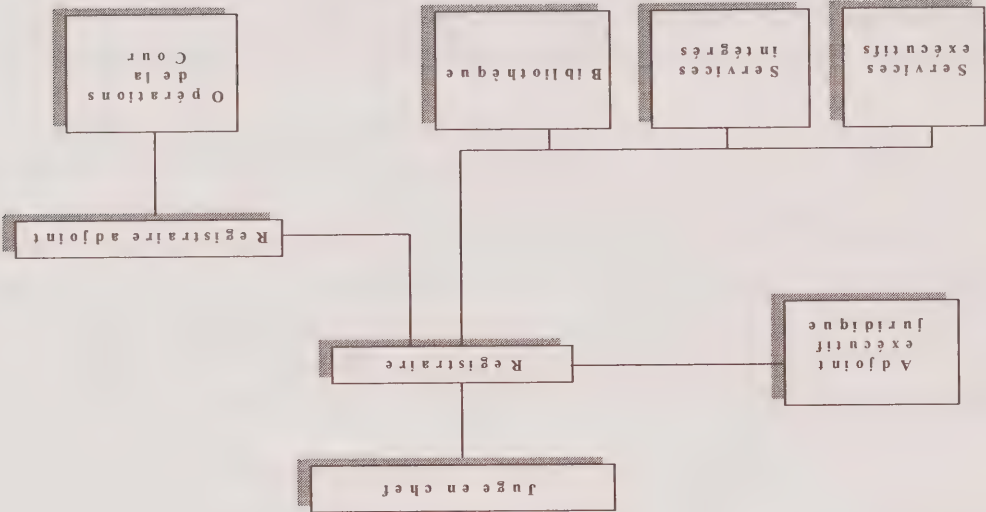 Juge en chef
Registraire
Adjoint
exécutif
juridique
Registraire adjoint
Services
exécutifs
Services
intégrés
Bibliothèque
Opérations
de la
Cour